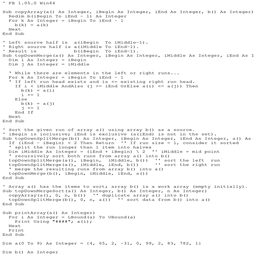 ' FB 1.05.0 Win64

Sub copyArray(a() As Integer, iBegin As Integer, iEnd As Integer, b() As Integer)
  Redim b(iBegin To iEnd - 1) As Integer
  For k As Integer = iBegin To iEnd - 1
    b(k) = a(k)
  Next
End Sub

' Left source half is a(iBegin To iMiddle-1).
' Right source half is a(iMiddle To iEnd-1).
' Result is b(iBegin To iEnd-1).
Sub topDownMerge(a() As Integer, iBegin As Integer, iMiddle As Integer, iEnd As I
  Dim i As Integer = iBegin
  Dim j As Integer = iMiddle

  ' While there are elements in the left or right runs...
  For k As Integer = iBegin To iEnd - 1
  ' If left run head exists and is <= existing right run head.
    If i < iMiddle AndAlso (j >= iEnd OrElse a(i) <= a(j)) Then
      b(k) = a(i)
      i += 1
    Else
      b(k) = a(j)
      j += 1
    End If
  Next
End Sub

' Sort the given run of array a() using array b() as a source.
' iBegin is inclusive; iEnd is exclusive (a(iEnd) is not in the set).
Sub topDownSplitMerge(b() As Integer, iBegin As Integer, iEnd As Integer, a() As
  If (iEnd - iBegin) < 2 Then Return '' If run size = 1, consider it sorted
  ' split the run longer than 1 item into halves
  Dim iMiddle As Integer = (iEnd + iBegin) \ 2 '' iMiddle = mid point
  ' recursively sort both runs from array a() into b()
  topDownSplitMerge(a(), iBegin, iMiddle, b()) '' sort the left run
  topDownSplitMerge(a(), iMiddle, iEnd, b()) '' sort the right run
  ' merge the resulting runs from array b() into a()
  topDownMerge(b(), iBegin, iMiddle, iEnd, a())
End Sub

' Array a() has the items to sort; array b() is a work array (empty initially).
Sub topDownMergeSort(a() As Integer, b() As Integer, n As Integer)
  copyArray(a(), 0, n, b()) '' duplicate array a() into b()
  topDownSplitMerge(b(), 0, n, a()) '' sort data from b() into a()
End Sub

Sub printArray(a() As Integer)
  For i As Integer = LBound(a) To UBound(a)
    Print Using "####"; a(i);
  Next
  Print
End Sub

Dim a(0 To 9) As Integer = {4, 65, 2, -31, 0, 99, 2, 83, 782, 1}

Dim b() As Integer